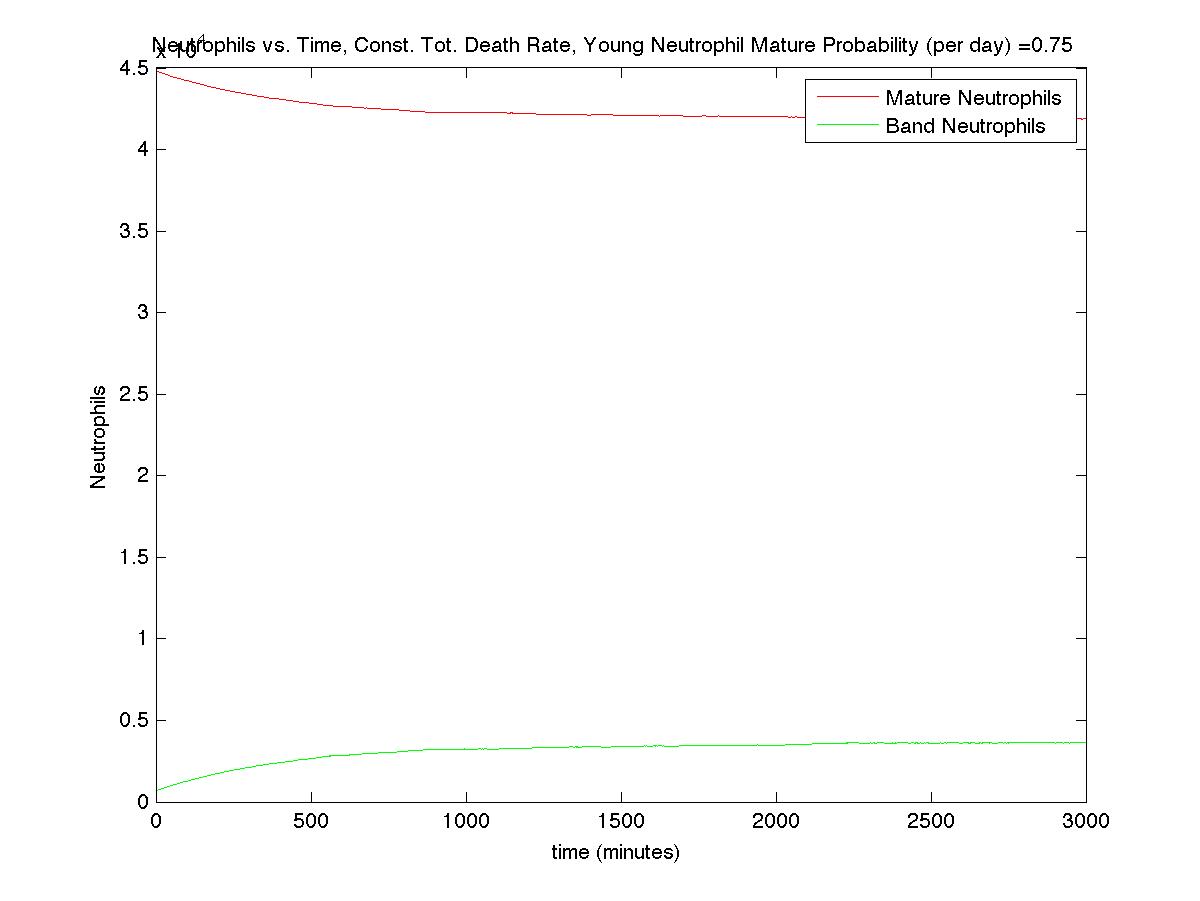 Neutrophils vs. Time, Const. Tot. Death Rate, Young Neutrophil Mature Probability (per day) =0.75
x 10^4
4.5
4
3.5
3
2.5
2
1.5
1
0.5
0
Neutrophils
Mature Neutrophils
Band Neutrophils
0 500 1000 1500 2000 2500 3000
time (minutes)